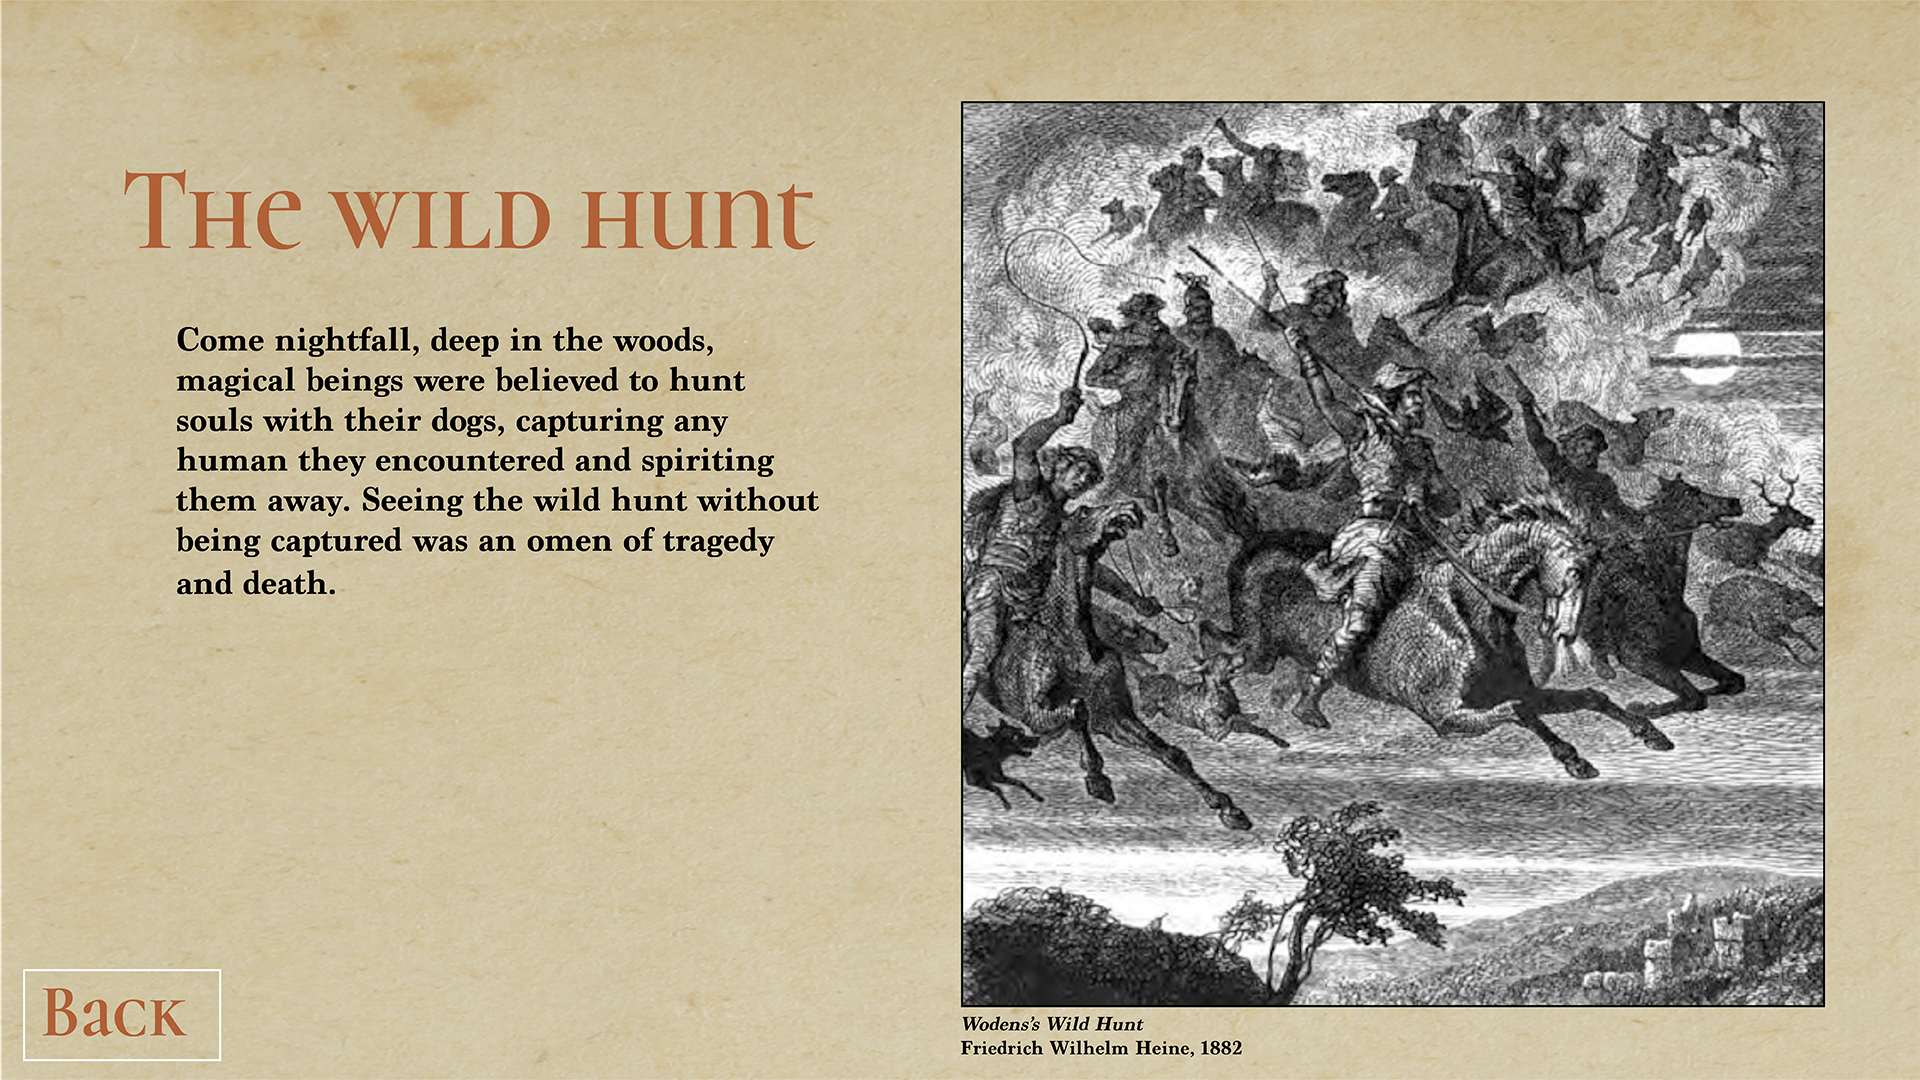 The wild hunt
Come nightfall, deep in the woods,
magical beings were believed to hunt
souls with their dogs, capturing any
human they encountered and spiriting
them away. Seeing the wild hunt without
being captured was an omen of tragedy
and death.
Wodens's Wild Hunt
Friedrich Wilhelm Heine, 1882
Back